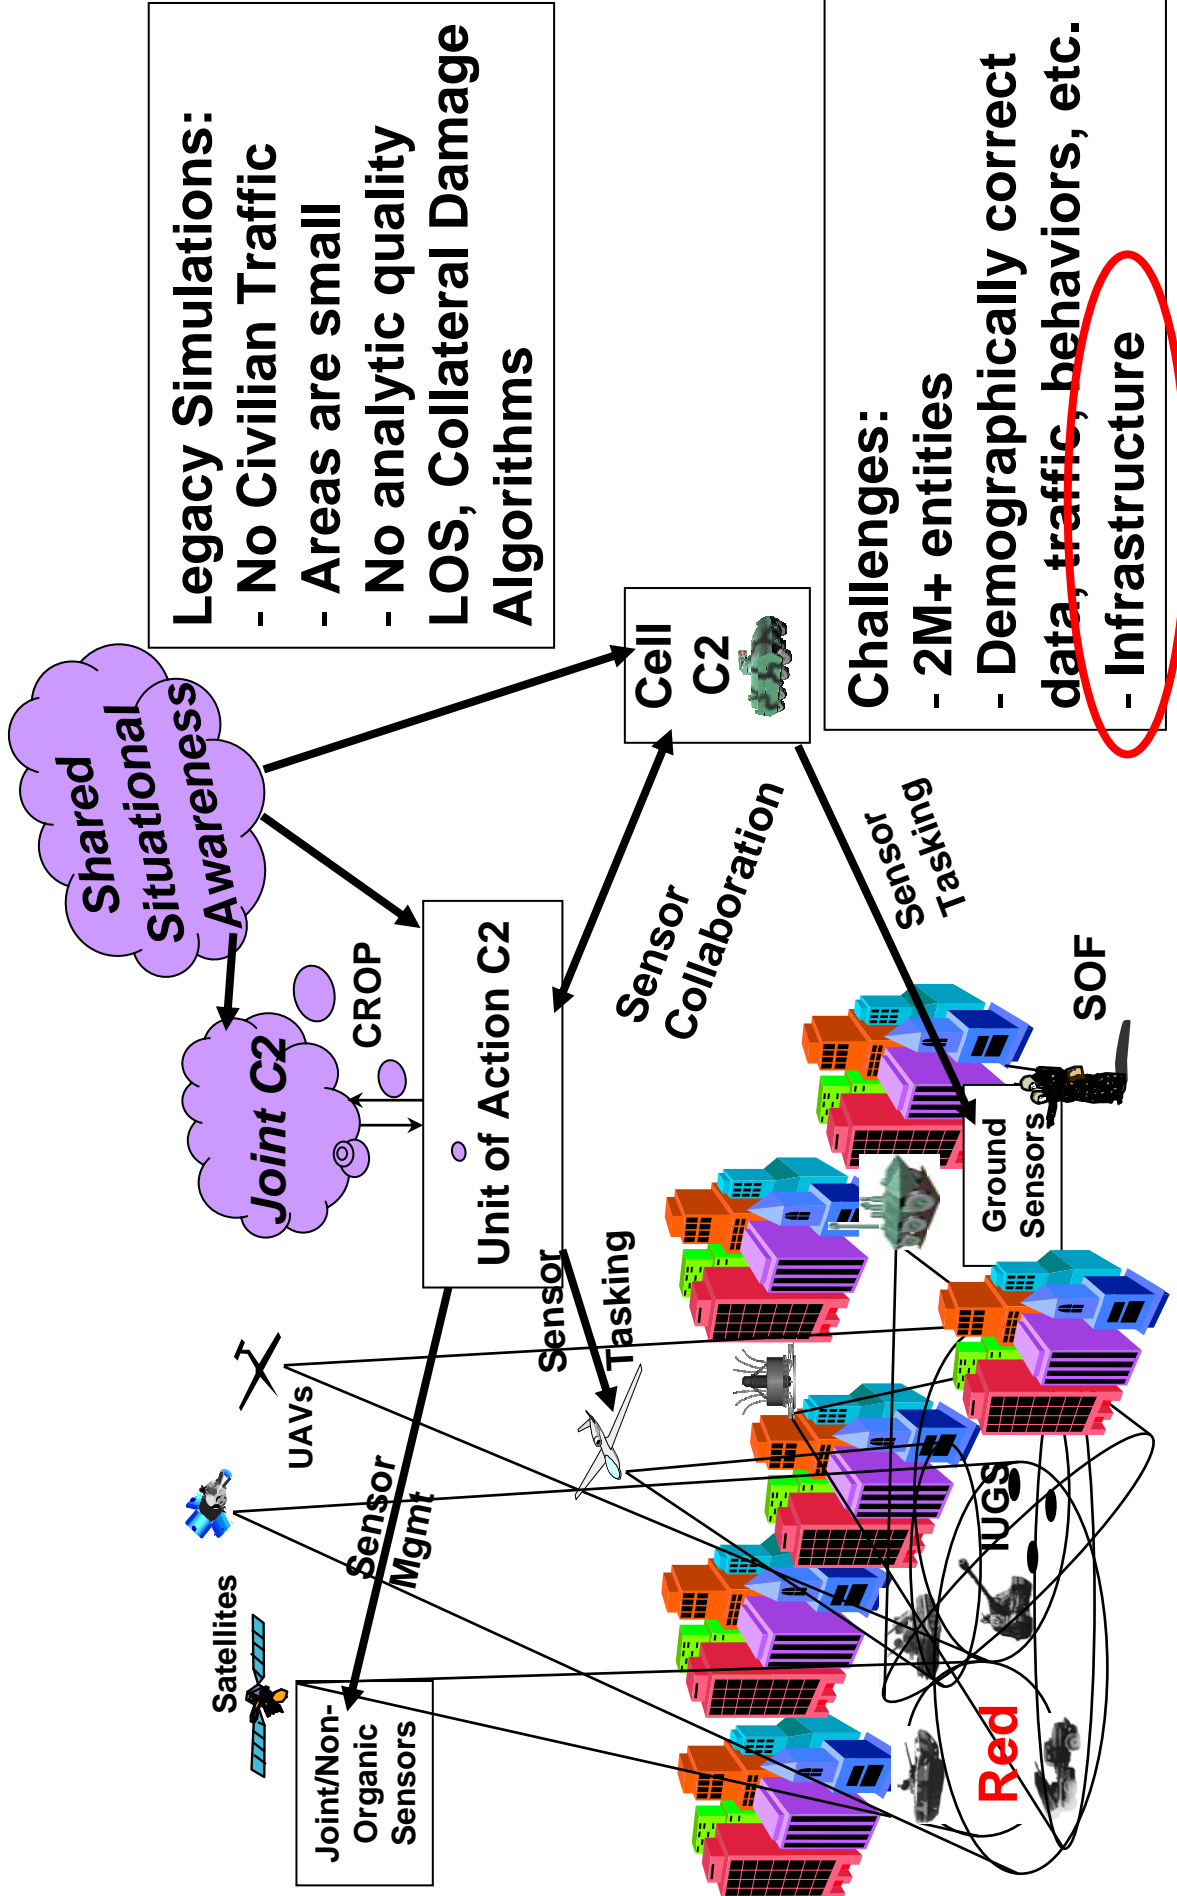 Shared
Situational
Awareness
Joint C2
CROP
Legacy Simulations:
- No Civilian Traffic
- Areas are small
- No analytic quality
LOS, Collateral Damage
Algorithms
Satellites
UAVs
Unit of Action C2
Cell
C2
Joint/Non-
Organic
Sensors
Sensor
Mgmt
Sensor
Tasking
Sensor
Collaboration
Sensor
Tasking
Challenges:
- 2M+ entities
- Demographically correct
data, traffic, behaviors, etc.
- Infrastructure
Ground
Sensors
SOF
IUGS
Red